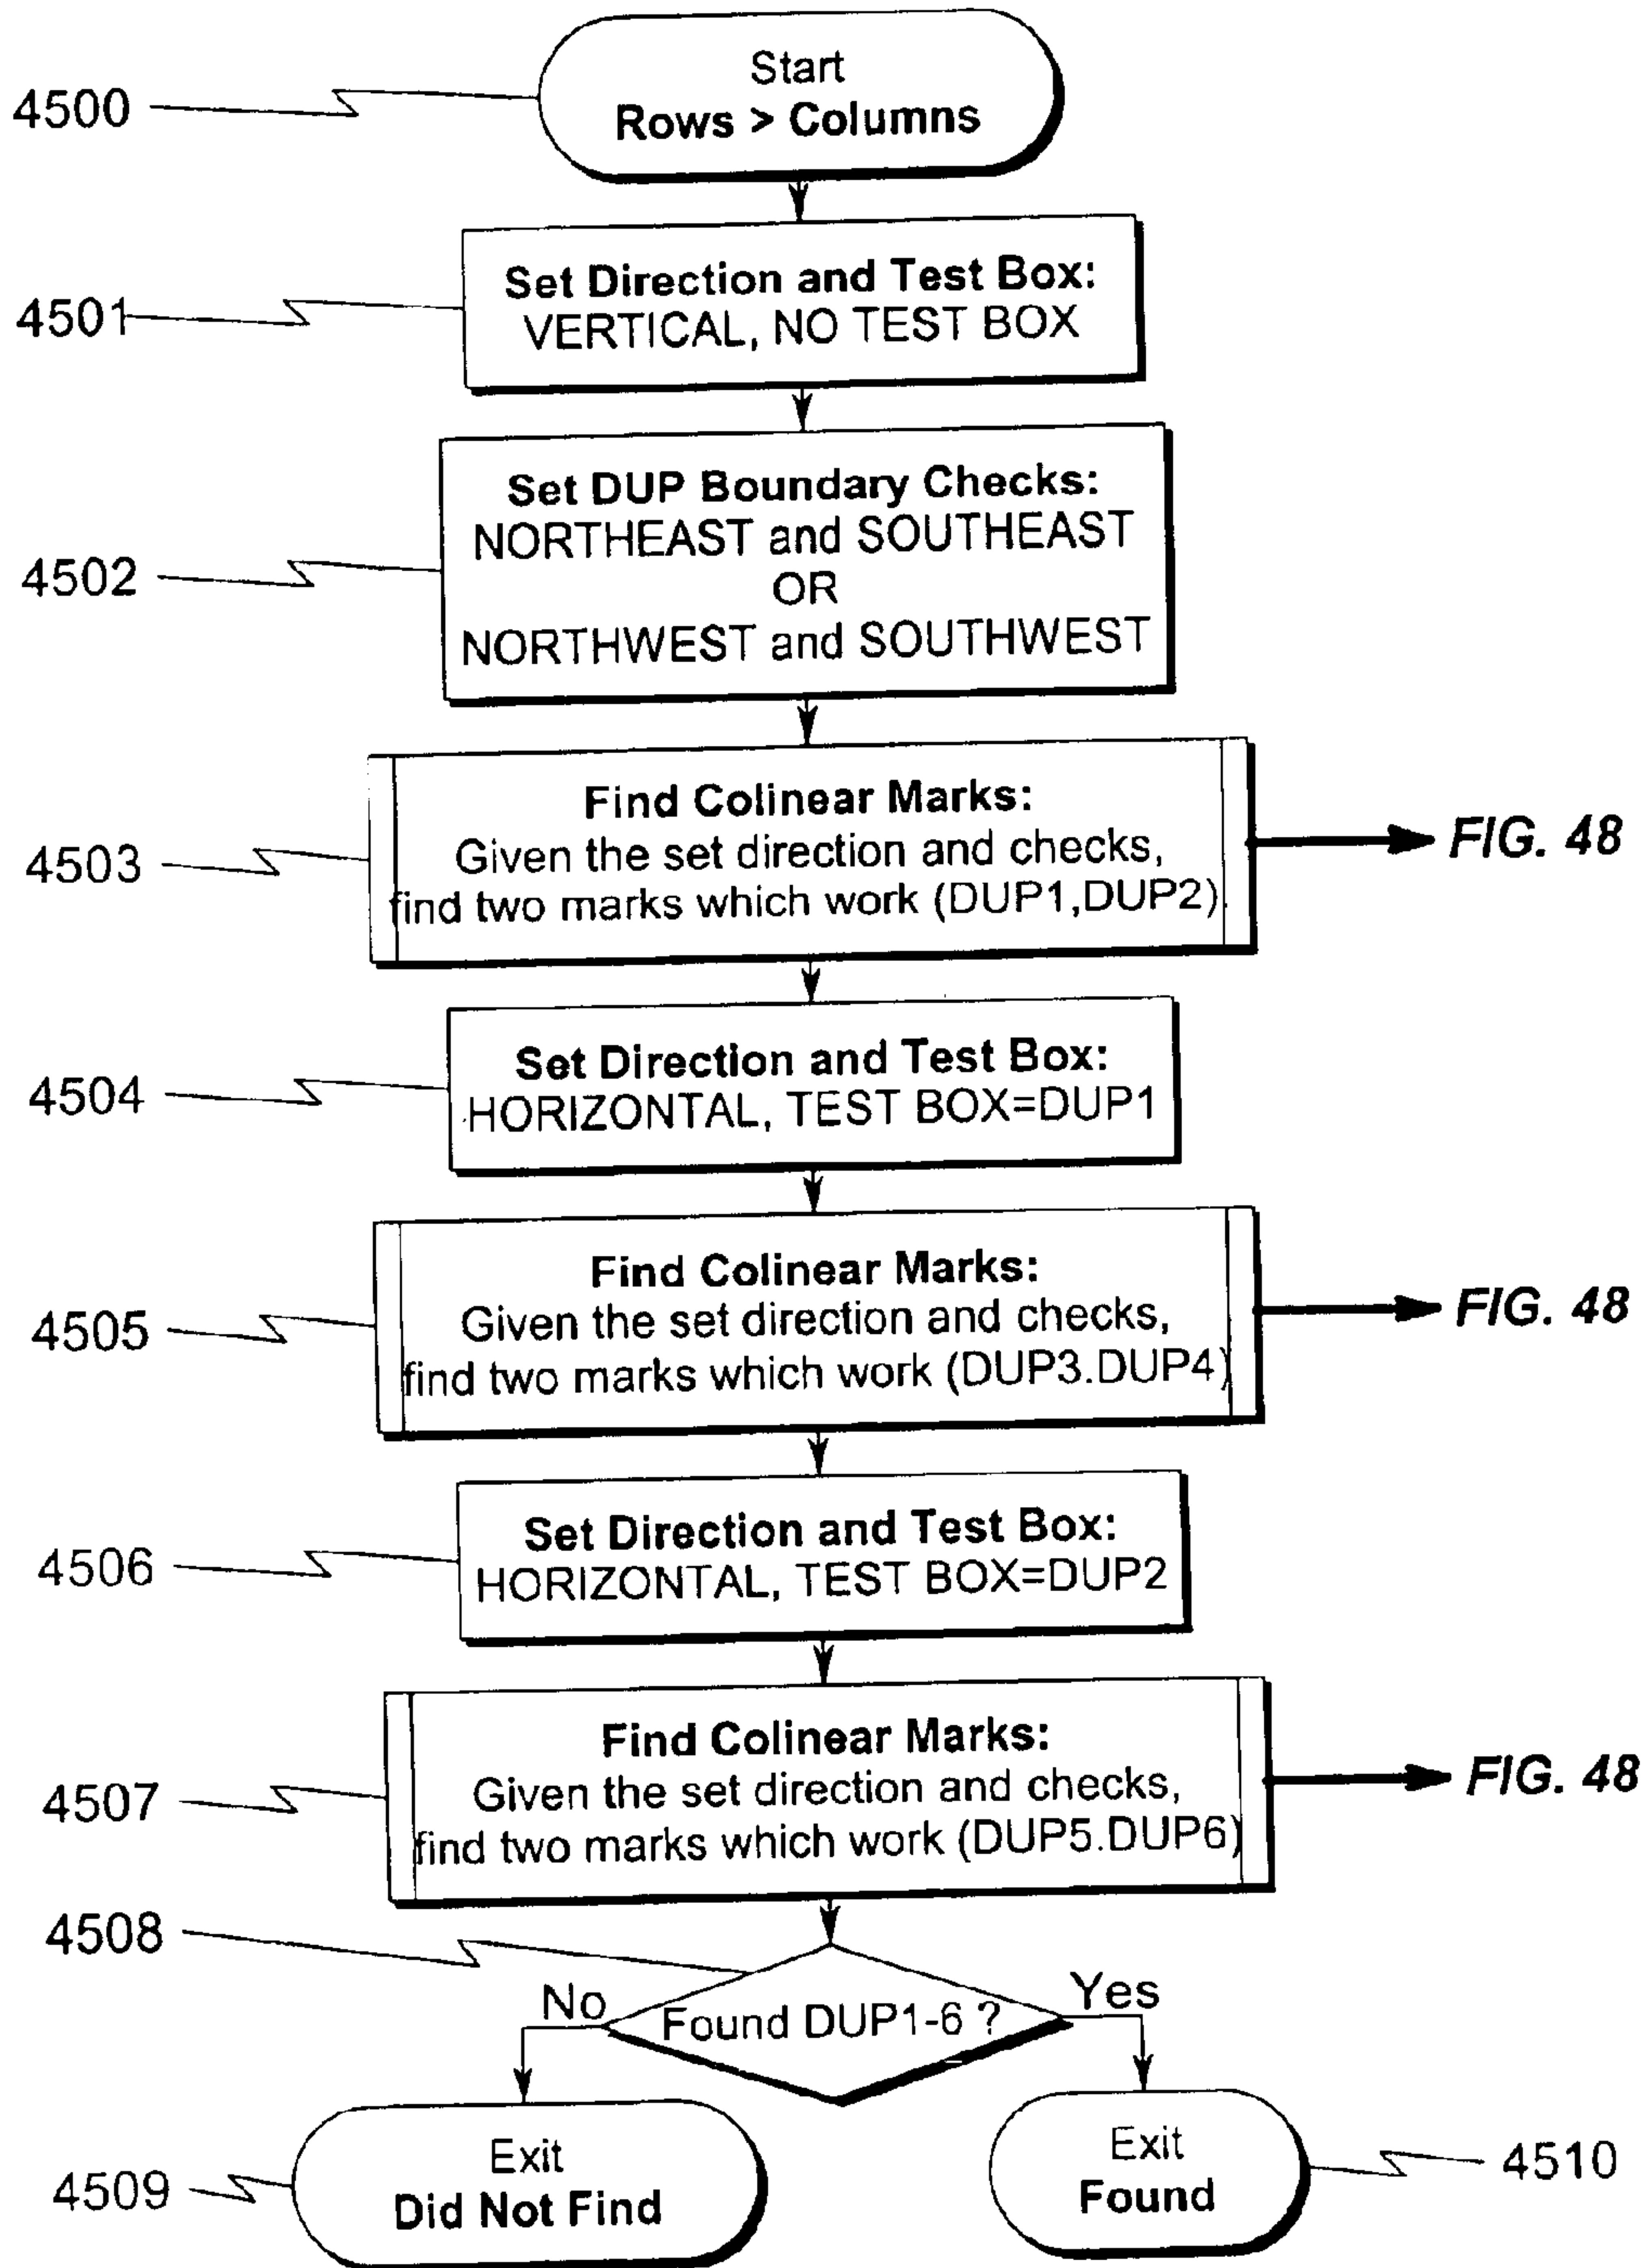 4500
Start
Rows > Columns
4501
Set Direction and Test Box:
VERTICAL, NO TEST BOX
4502
Set DUP Boundary Checks:
NORTHEAST and SOUTHEAST
OR
NORTHWEST and SOUTHWEST
4503
Find Colinear Marks:
Given the set direction and checks,
find two marks which work (DUP1,DUP2)
FIG. 48
4504
Set Direction and Test Box:
HORIZONTAL, TEST BOX=DUP1
4505
Find Colinear Marks:
Given the set direction and checks,
find two marks which work (DUP3.DUP4)
FIG. 48
4506
Set Direction and Test Box:
HORIZONTAL, TEST BOX=DUP2
4507
Find Colinear Marks:
Given the set direction and checks,
find two marks which work (DUP5.DUP6)
FIG. 48
4508
No
Found DUP1-6 ?
Yes
4509
Exit
Did Not Find
Exit
Found
4510